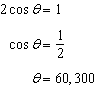 2 cos θ = 1
cos θ = 1/2
θ = 60, 300